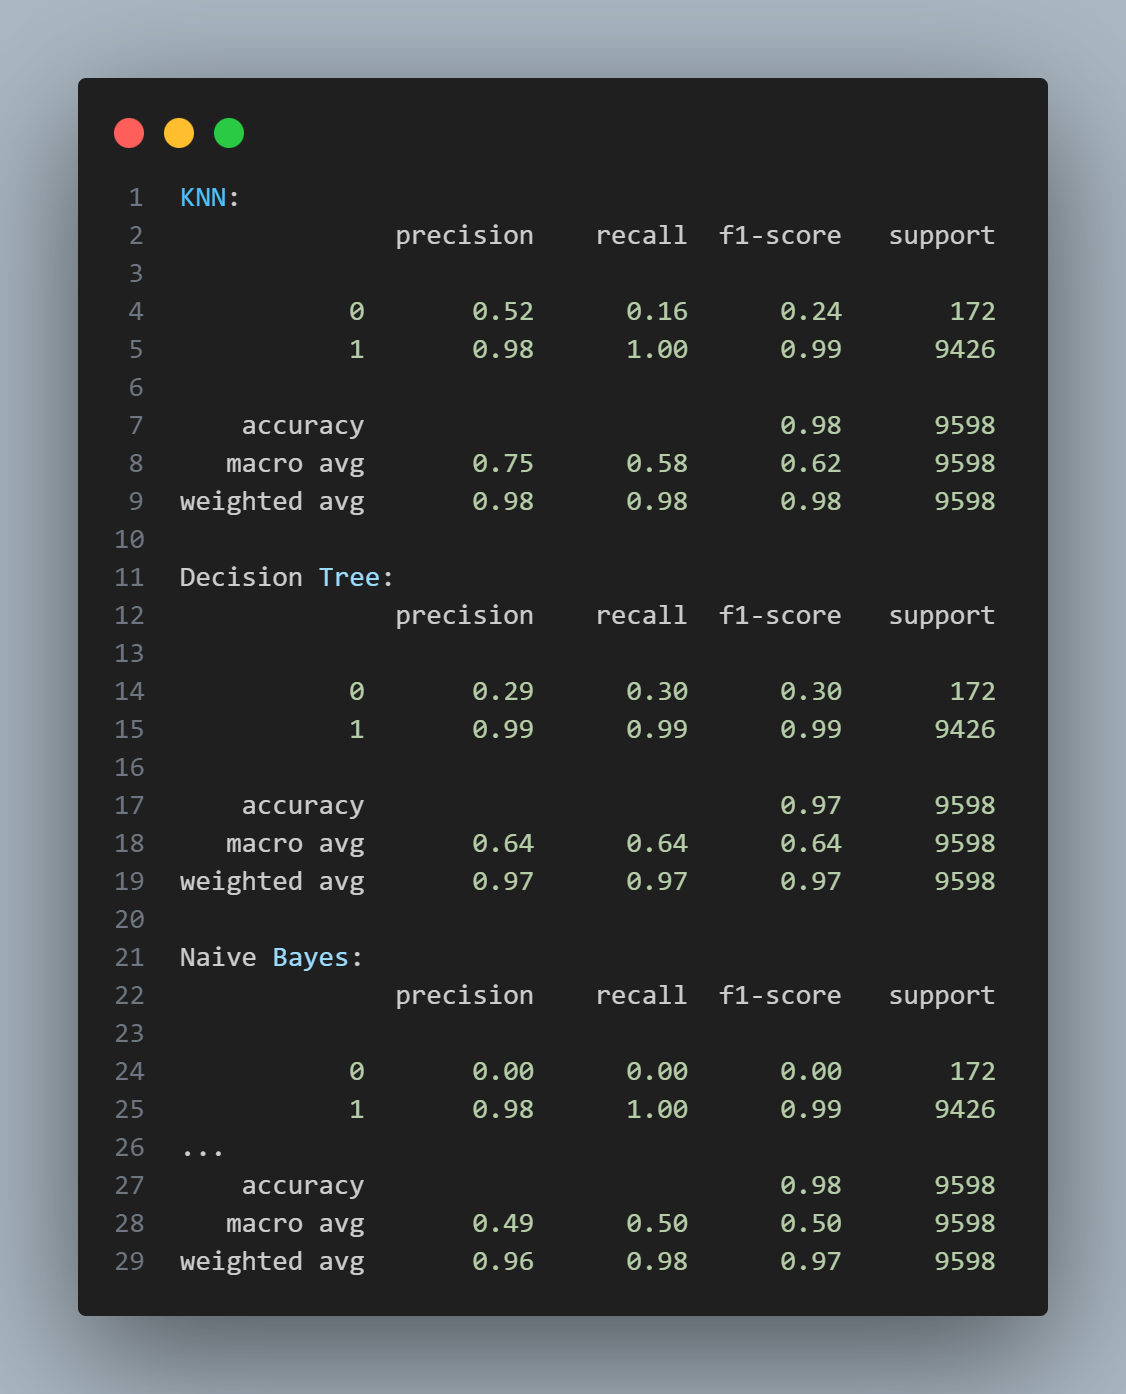 1 KNN:
2 precision recall f1-score support
3
4 0 0.52 0.16 0.24 172
5 1 0.98 1.00 0.99 9426
6
7 accuracy 0.98 9598
8 macro avg 0.75 0.58 0.62 9598
9 weighted avg 0.98 0.98 0.98 9598
10
11 Decision Tree:
12 precision recall f1-score support
13
14 0 0.29 0.30 0.30 172
15 1 0.99 0.99 0.99 9426
16
17 accuracy 0.97 9598
18 macro avg 0.64 0.64 0.64 9598
19 weighted avg 0.97 0.97 0.97 9598
20
21 Naive Bayes:
22 precision recall f1-score support
23
24 0 0.00 0.00 0.00 172
25 1 0.98 1.00 0.99 9426
26 ...
27 accuracy 0.98 9598
28 macro avg 0.49 0.50 0.50 9598
29 weighted avg 0.96 0.98 0.97 9598